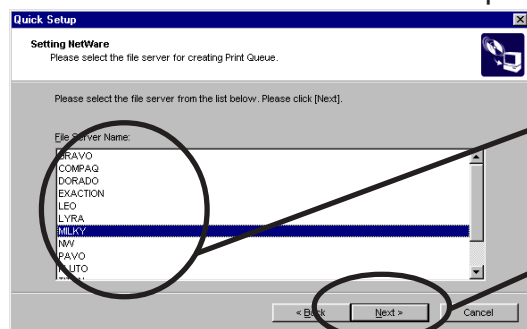 Quick Setup
Setting NetWare
Please select the file server for creating Print Queue.
Please select the file server from the list below. Please click [Next].
File Server Name:
BRAVO
COMPAQ
DORADO
EXACTION
LEO
LYRA
MILKY
NW
PAVO
PLUTO
< Back
Next >
Cancel